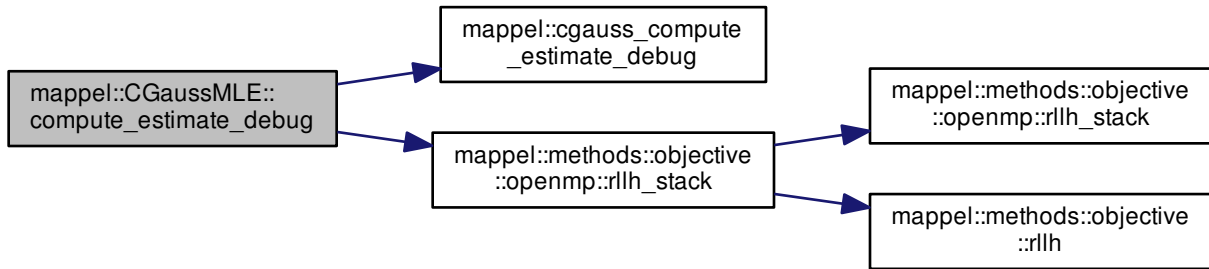 mappel::CGaussMLE::
compute_estimate_debug
mappel::cgauss_compute
_estimate_debug
mappel::methods::objective
::openmp::rllh_stack
mappel::methods::objective
::openmp::rllh_stack
mappel::methods::objective
::rllh